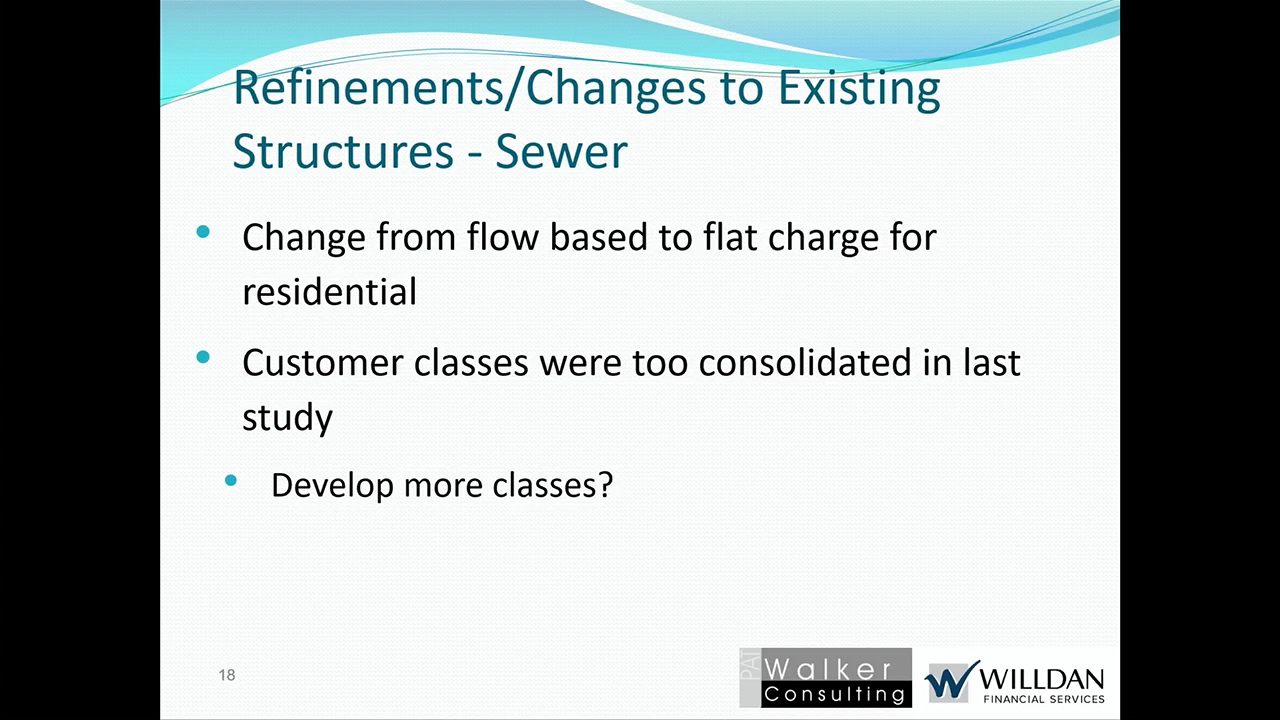 Refinements/Changes to Existing
Structures - Sewer
• Change from flow based to flat charge for
residential
• Customer classes were too consolidated in last
study
• Develop more classes?
18
PAT
Walker
Consulting
WILLDAN
FINANCIAL SERVICES